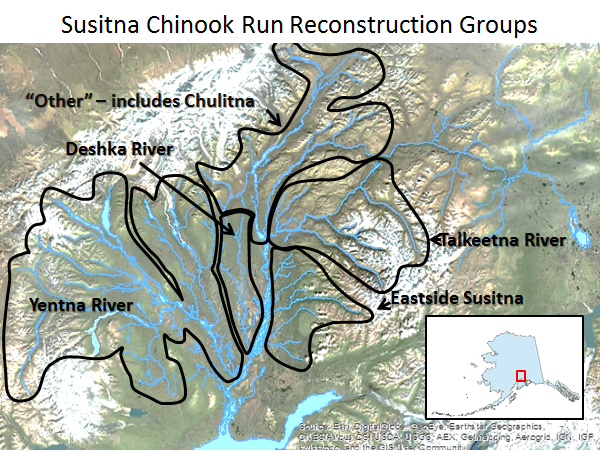 Susitna Chinook Run Reconstruction Groups
“Other” – includes Chulitna
Deshka River
Talkeetna River
Eastside Susitna
Yentna River
Source: Esri, DigitalGlobe, GeoEye, Earthstar Geographics,
CNES/Airbus DS, USDA, USGS, AEX, Getmapping, Aerogrid, IGN, IGP,
swisstopo, and the GIS User Community